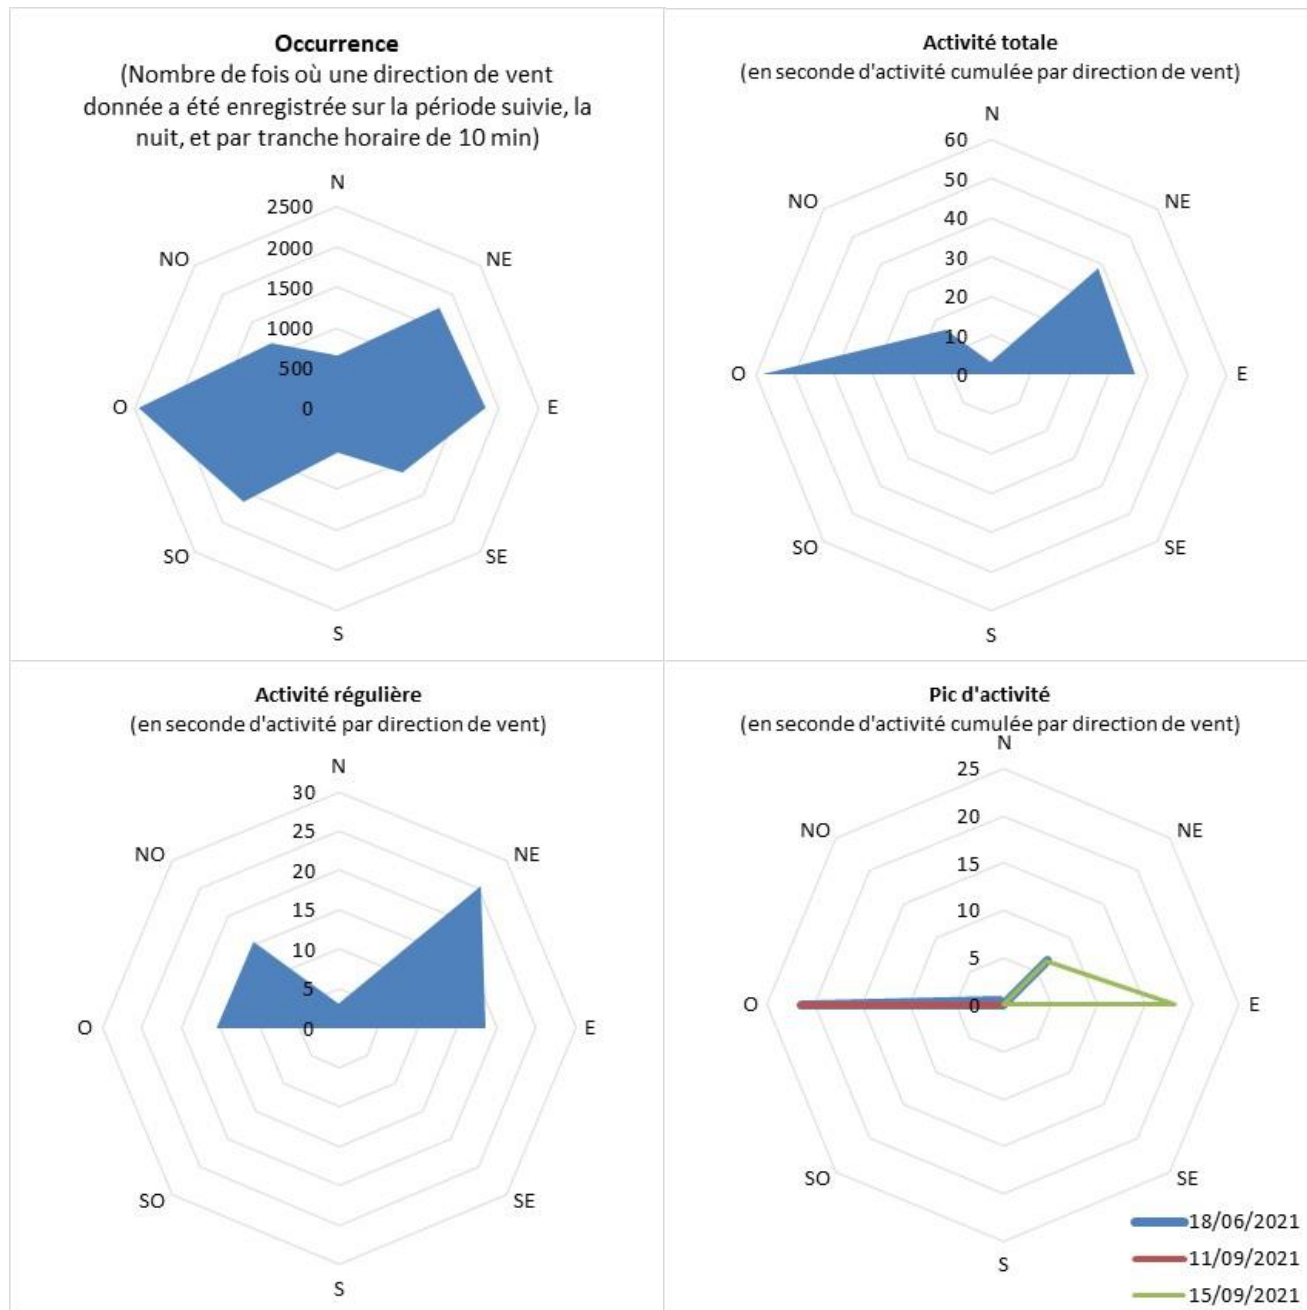 Occurrence
(Nombre de fois où une direction de vent
donnée a été enregistrée sur la période suivie, la
nuit, et par tranche horaire de 10 min)
N
2500
2000
NO
NE
1500
1000
500
O
0
E
SO
SE
S
Activité totale
(en seconde d'activité cumulée par direction de vent)
N
60
50
NO
NE
40
30
20
10
O
0
E
SO
SE
S
Activité régulière
(en seconde d'activité par direction de vent)
N
30
25
NO
NE
20
15
10
5
O
0
E
SO
SE
S
Pic d'activité
(en seconde d'activité cumulée par direction de vent)
N
25
20
NO
NE
15
10
5
O
0
E
SO
SE
S
18/06/2021
11/09/2021
15/09/2021